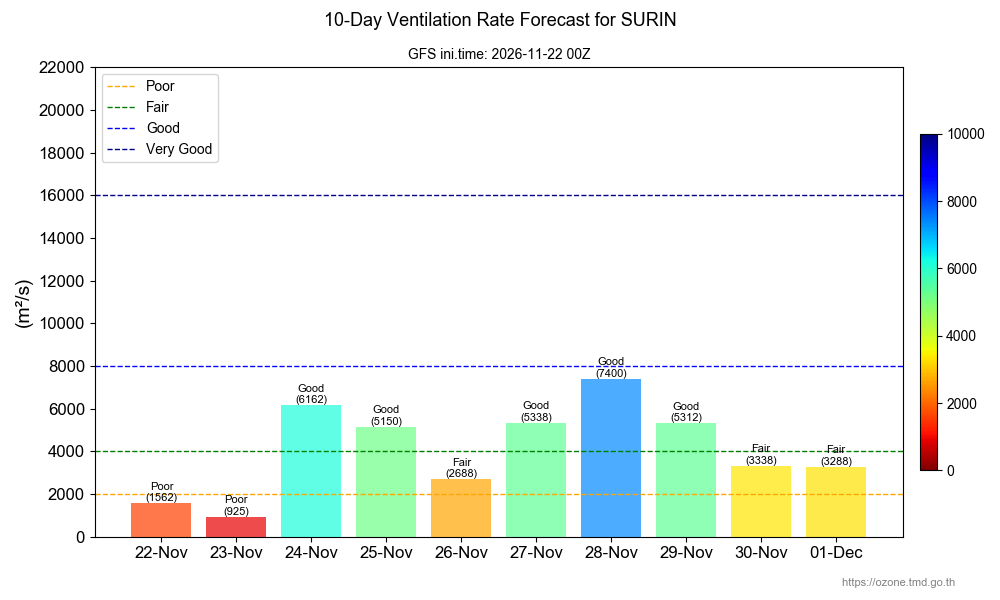 10-Day Ventilation Rate Forecast for SURIN
GFS ini.time: 2026-11-22 00Z
22000
20000
18000
16000
14000
12000
10000
8000
6000
4000
2000
0
(m²/s)
Poor
Fair
Good
Very Good
Poor
(1562)
Poor
(925)
Good
(6162)
Good
(5150)
Fair
(2688)
Good
(5338)
Good
(7400)
Good
(5312)
Fair
(3338)
Fair
(3288)
22-Nov 23-Nov 24-Nov 25-Nov 26-Nov 27-Nov 28-Nov 29-Nov 30-Nov 01-Dec
10000
8000
6000
4000
2000
0
https://ozone.tmd.go.th